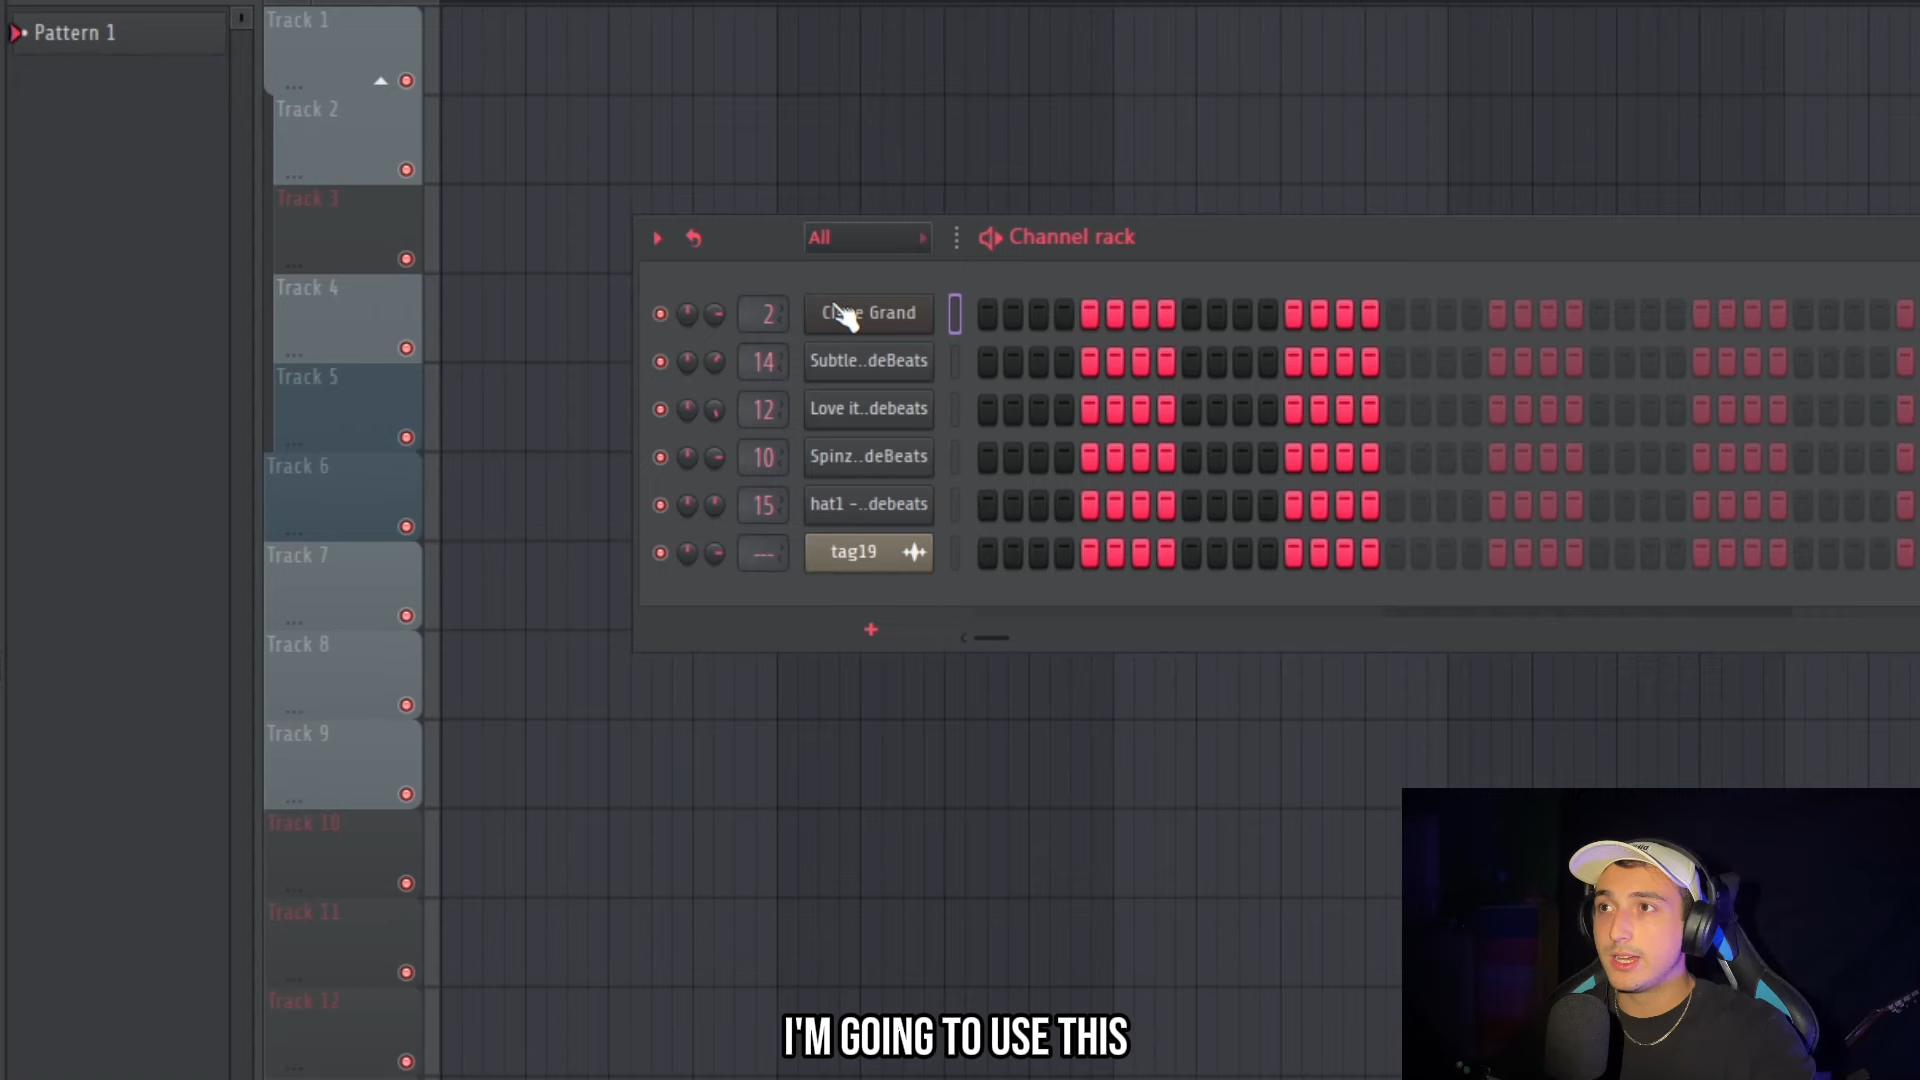 Pattern 1
Track 1
Track 2
Track 3
Track 4
Track 5
Track 6
Track 7
Track 8
Track 9
Track 10
Track 11
Track 12
All
Channel rack
2
Grand
14 Subtle..deBeats
12 Love it..debeats
10 Spinz..deBeats
15 hat1 -..debeats
--- tag19
I'M GOING TO USE THIS